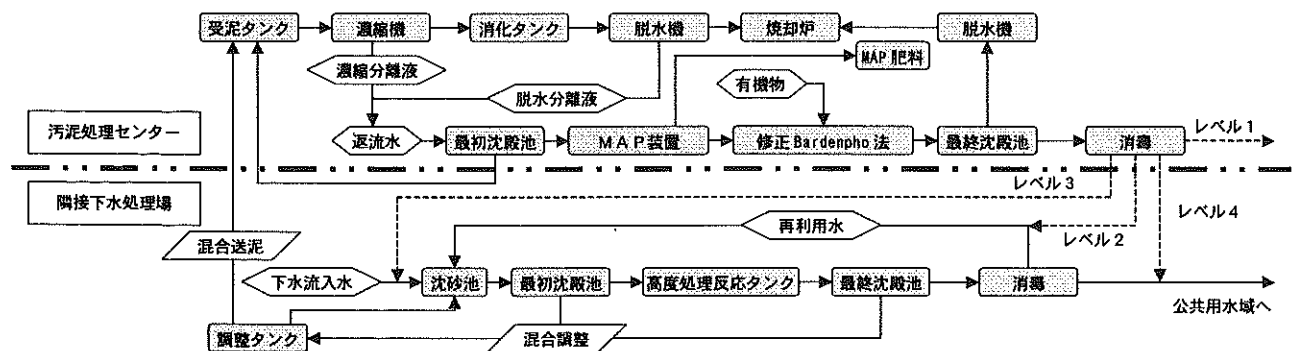 受泥タンク
濃縮機
消化タンク
脱水機
焼却炉
脱水機
MAP 肥料
濃縮分離液
脱水分離液
有機物
汚泥処理センター
返流水
最初沈殿池
MAP装置
修正Bardenpho法
最終沈殿池
消毒
レベル1
レベル3
隣接下水処理場
レベル4
再利用水
レベル2
混合送泥
下水流入水
沈砂池
最初沈殿池
高度処理反応タンク
最終沈殿池
消毒
公共用水域へ
調整タンク
混合調整